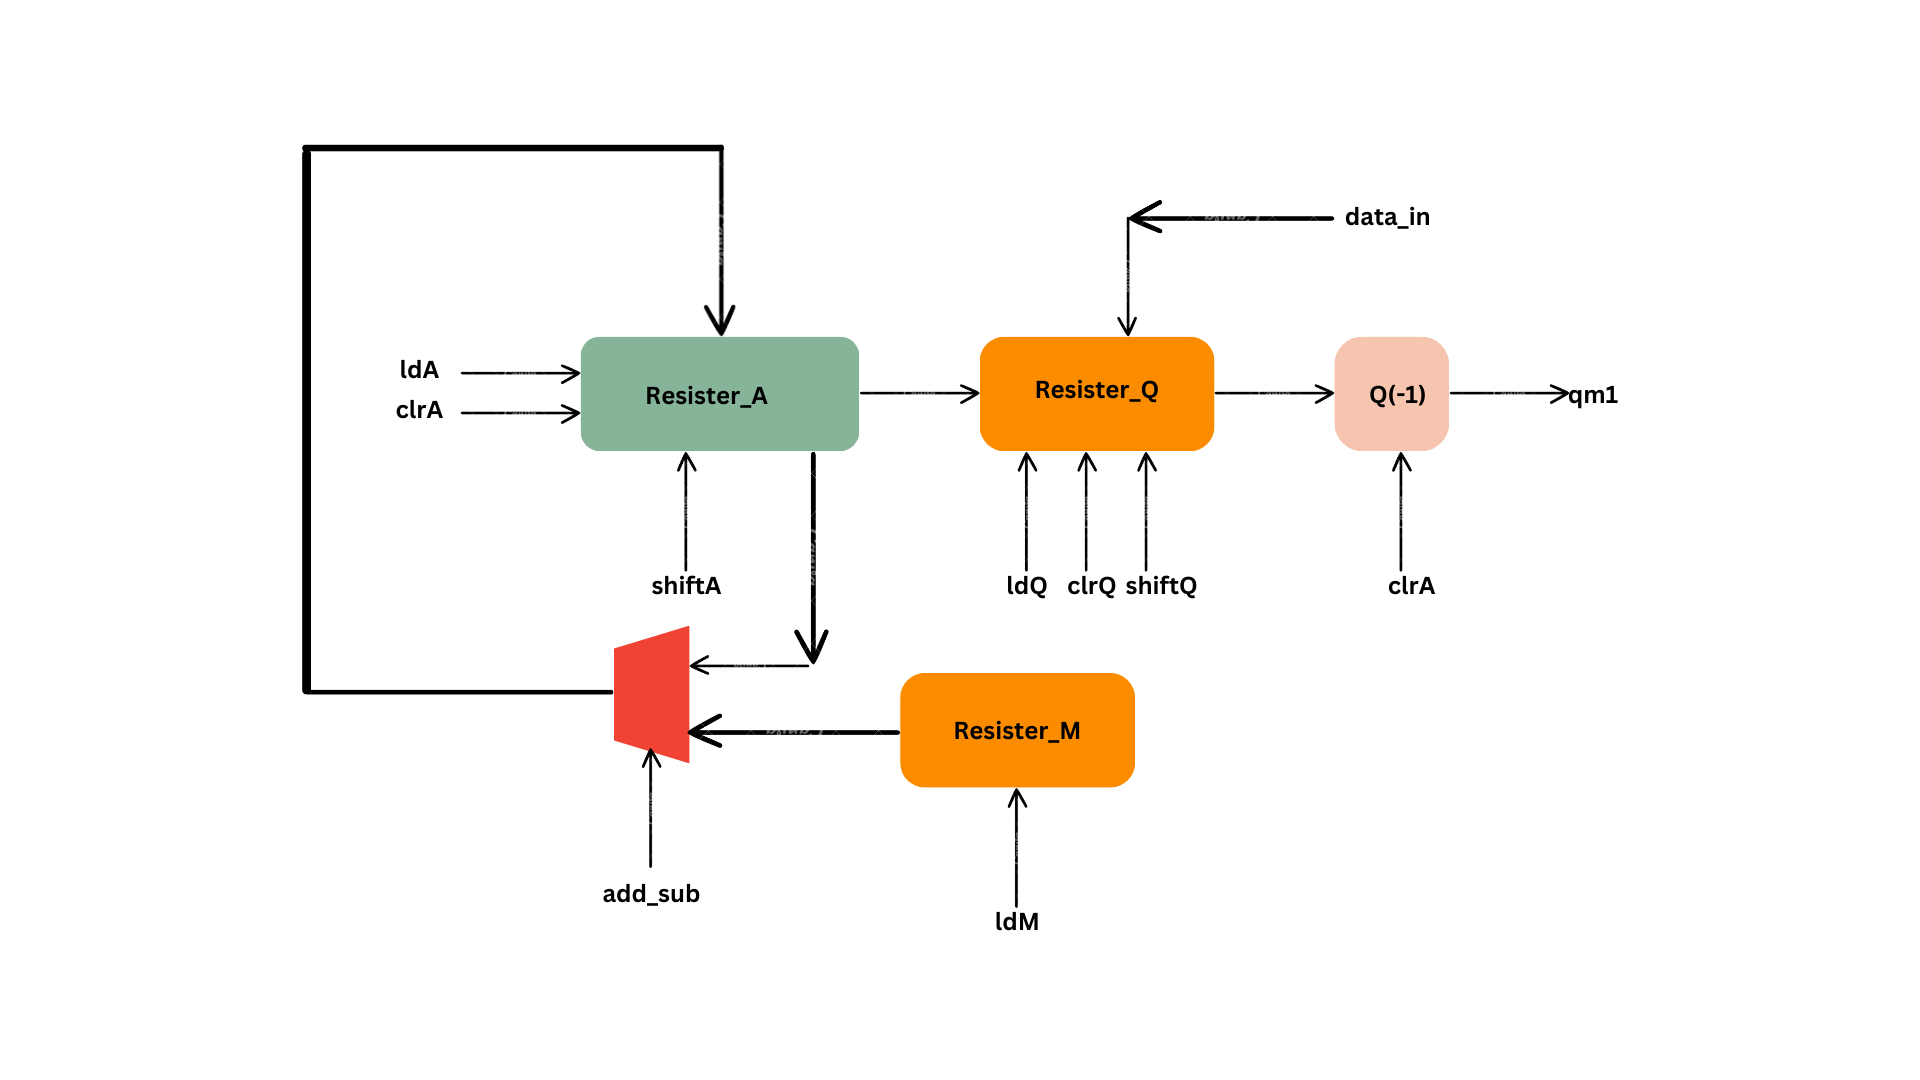 data_in
ldA
clrA
Resister_A
Resister_Q
Q(-1)
qm1
shiftA
ldQ
clrQ
shiftQ
clrA
Resister_M
add_sub
ldM